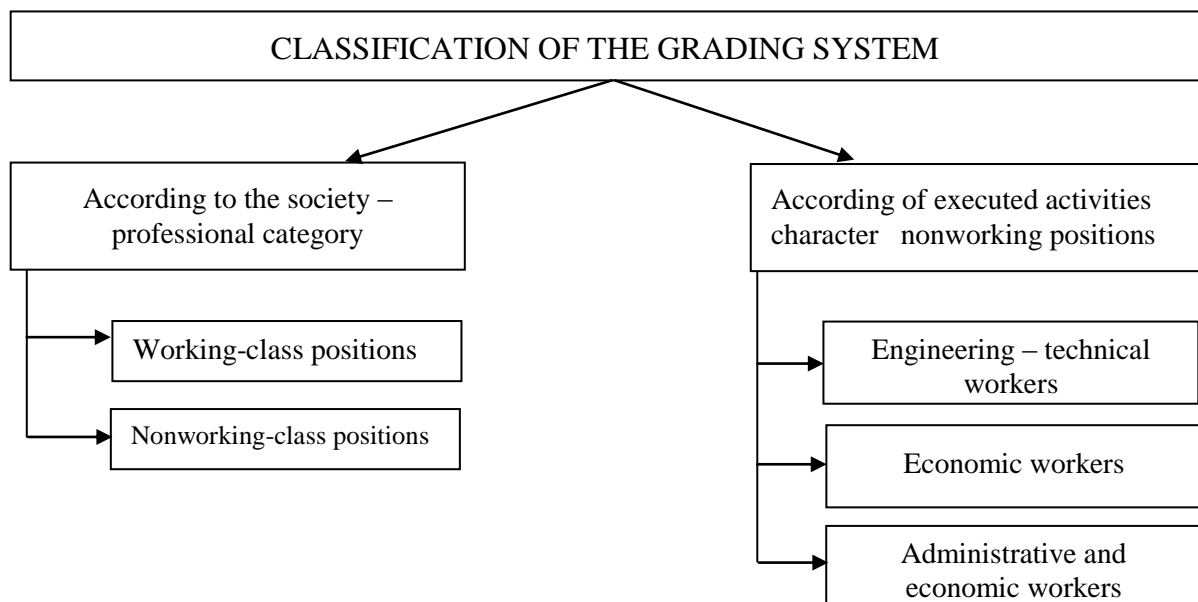 CLASSIFICATION OF THE GRADING SYSTEM
According to the society –
professional category
Working-class positions
Nonworking-class positions
According of executed activities
character nonworking positions
Engineering – technical
workers
Economic workers
Administrative and
economic workers